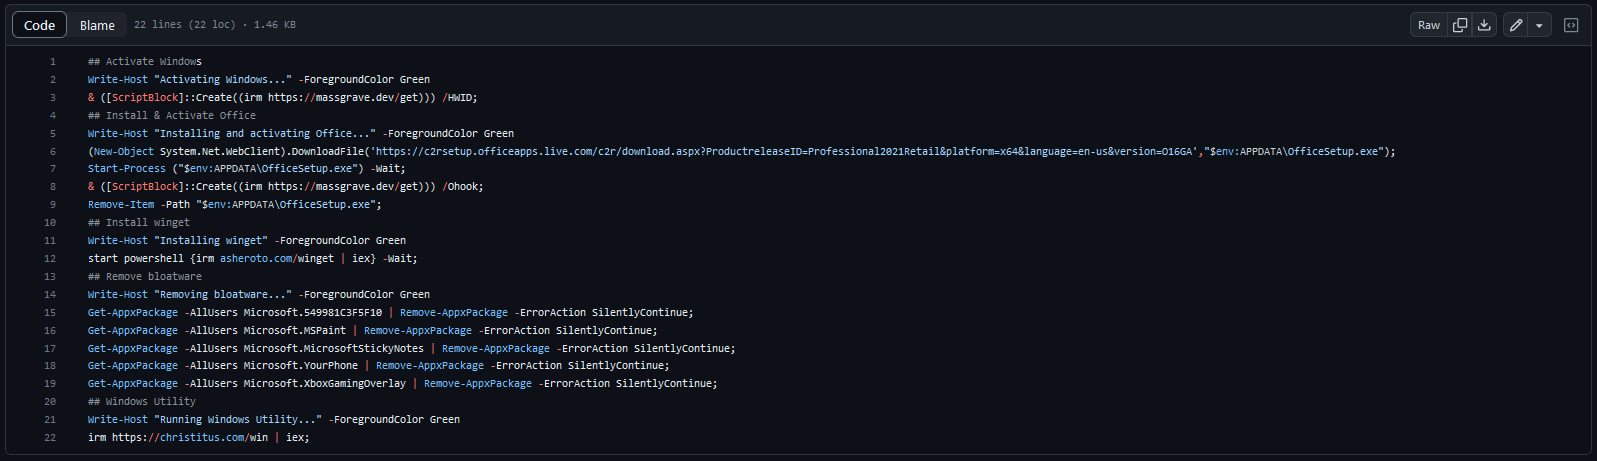 Code Blame 22 lines (22 loc) · 1.46 KB Raw
1 ## Activate Windows
2 Write-Host "Activating Windows..." -ForegroundColor Green
3 & ([ScriptBlock]::Create((irm https://massgrave.dev/get))) /HWID;
4 ## Install & Activate Office
5 Write-Host "Installing and activating Office..." -ForegroundColor Green
6 (New-Object System.Net.WebClient).DownloadFile('https://c2rsetup.officeapps.live.com/c2r/download.aspx?ProductreleaseID=Professional2021Retail&platform=x64&language=en-us&version=O16GA',"$env:APPDATA\OfficeSetup.exe");
7 Start-Process ("$env:APPDATA\OfficeSetup.exe") -Wait;
8 & ([ScriptBlock]::Create((irm https://massgrave.dev/get))) /Ohook;
9 Remove-Item -Path "$env:APPDATA\OfficeSetup.exe";
10 ## Install winget
11 Write-Host "Installing winget" -ForegroundColor Green
12 start powershell {irm asheroto.com/winget | iex} -Wait;
13 ## Remove bloatware
14 Write-Host "Removing bloatware..." -ForegroundColor Green
15 Get-AppxPackage -AllUsers Microsoft.549981C3F5F10 | Remove-AppxPackage -ErrorAction SilentlyContinue;
16 Get-AppxPackage -AllUsers Microsoft.MSPaint | Remove-AppxPackage -ErrorAction SilentlyContinue;
17 Get-AppxPackage -AllUsers Microsoft.MicrosoftStickyNotes | Remove-AppxPackage -ErrorAction SilentlyContinue;
18 Get-AppxPackage -AllUsers Microsoft.YourPhone | Remove-AppxPackage -ErrorAction SilentlyContinue;
19 Get-AppxPackage -AllUsers Microsoft.XboxGamingOverlay | Remove-AppxPackage -ErrorAction SilentlyContinue;
20 ## Windows Utility
21 Write-Host "Running Windows Utility..." -ForegroundColor Green
22 irm https://christitus.com/win | iex;